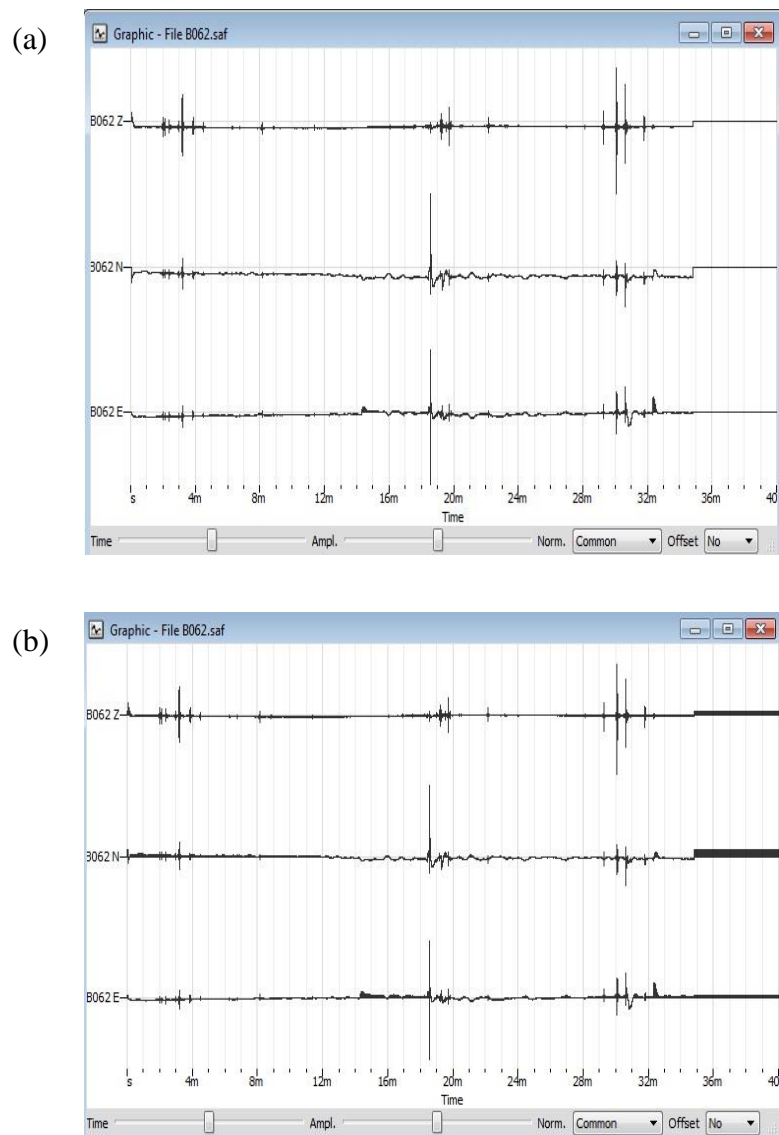 (a)
Graphic - File B062.saf
B062 Z
B062 N
B062 E
s 4m 8m 12m 16m 20m 24m 28m 32m 36m 40
Time
Time Ampl. Norm. Common Offset No
(b)
Graphic - File B062.saf
B062 Z
B062 N
B062 E
s 4m 8m 12m 16m 20m 24m 28m 32m 36m 40
Time
Time Ampl. Norm. Common Offset No